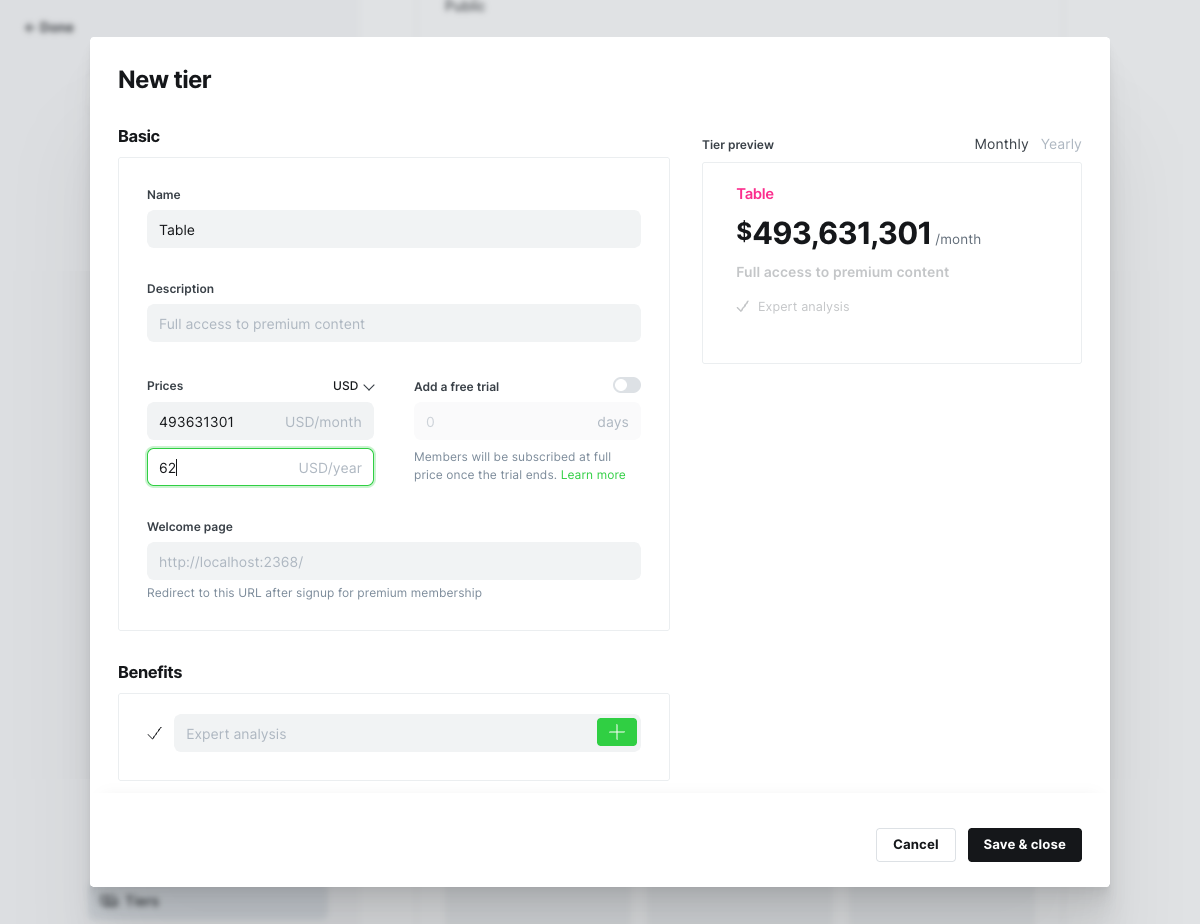 Public
← Done
New tier
Basic
Name
Table
Description
Full access to premium content
Prices
USD
493631301 USD/month
62 USD/year
Add a free trial
0 days
Members will be subscribed at full
price once the trial ends. Learn more
Welcome page
http://localhost:2368/
Redirect to this URL after signup for premium membership
Benefits
Expert analysis
Tier preview
Monthly Yearly
Table
$493,631,301 /month
Full access to premium content
Expert analysis
Cancel
Save & close
Tiers